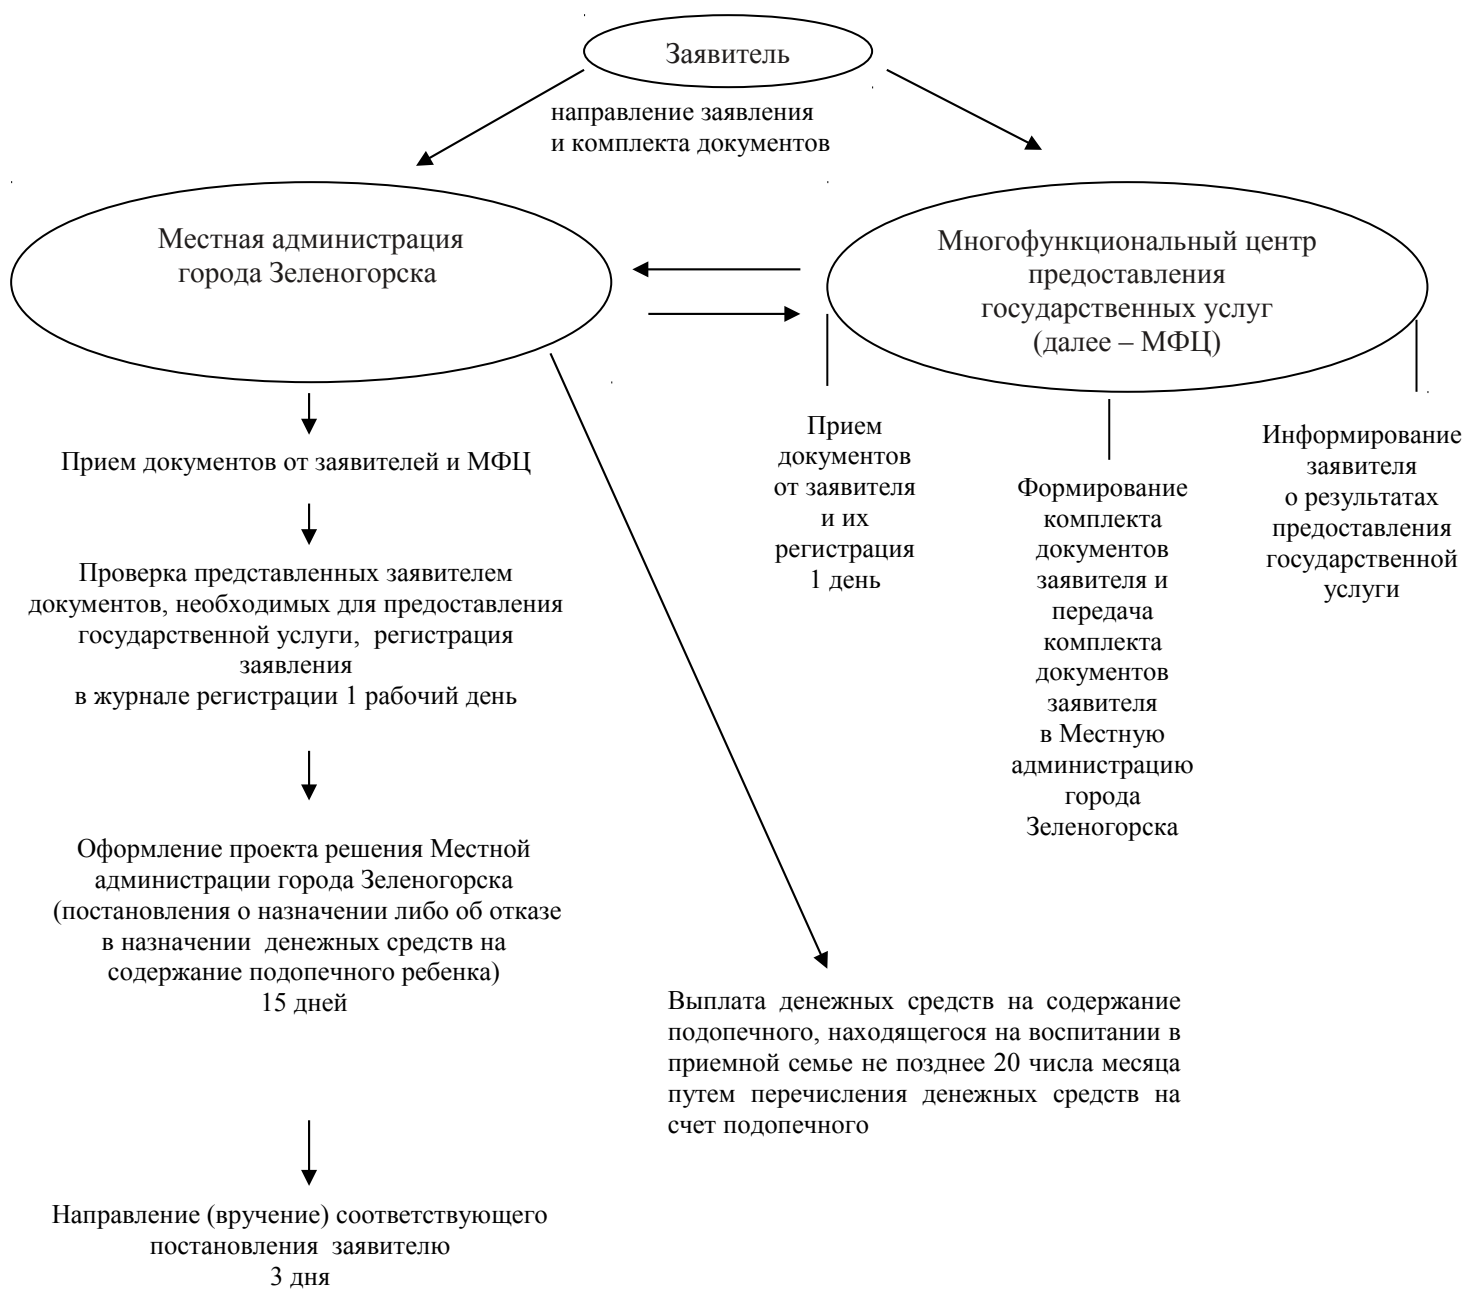 Заявитель
направление заявления
и комплекта документов
Местная администрация
города Зеленогорска
Многофункциональный центр
предоставления
государственных услуг
(далее – МФЦ)
Прием документов от заявителей и МФЦ
Проверка представленных заявителем
документов, необходимых для предоставления
государственной услуги,  регистрация
заявления
в журнале регистрации 1 рабочий день
Оформление проекта решения Местной
администрации города Зеленогорска
(постановления о назначении либо об отказе
в назначении  денежных средств на
содержание подопечного ребенка)
15 дней
Направление (вручение) соответствующего
постановления  заявителю
3 дня
Прием
документов
от заявителя
и их
регистрация
1 день
Формирование
комплекта
документов
заявителя и
передача
комплекта
документов
заявителя
в Местную
администрацию
города
Зеленогорска
Информирование
заявителя
о результатах
предоставления
государственной
услуги
Выплата денежных средств на содержание
подопечного, находящегося на воспитании в
приемной семье не позднее 20 числа месяца
путем перечисления денежных средств на
счет подопечного